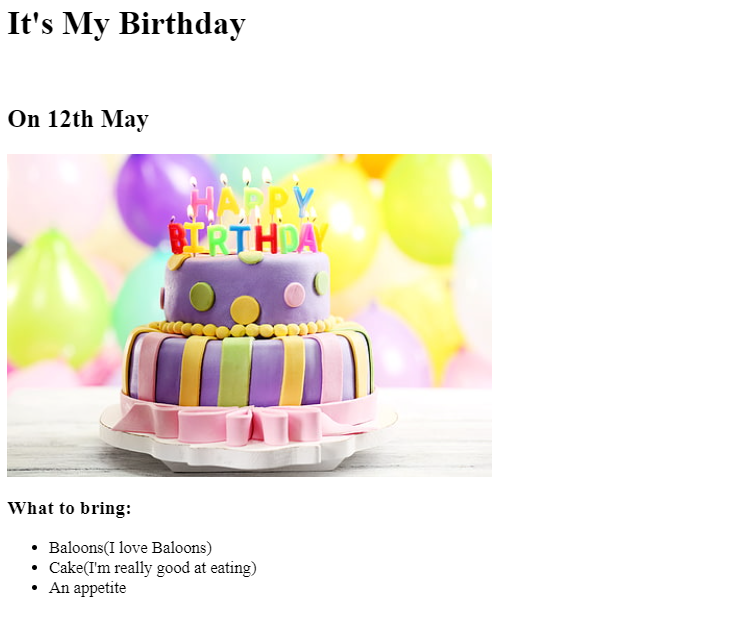 It's My Birthday
On 12th May
HAPPY
BIRTHDAY
What to bring:
Baloons(I love Baloons)
Cake(I'm really good at eating)
An appetite